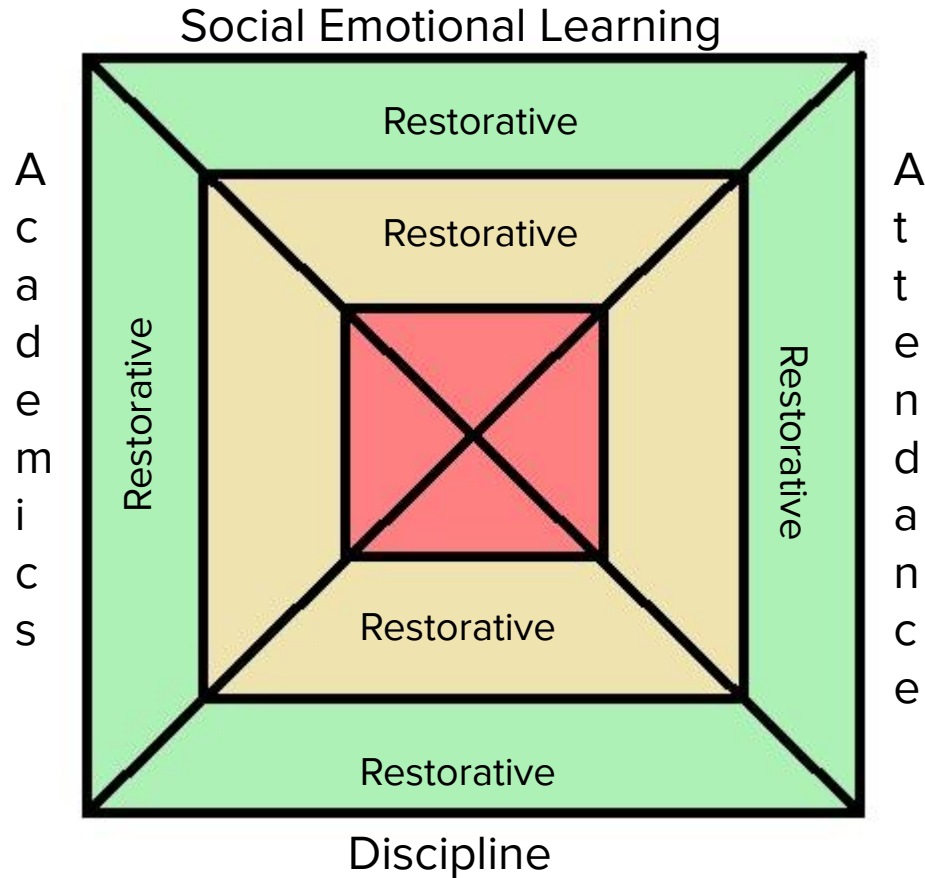 Social Emotional Learning
Restorative
Restorative
Academics
Restorative
Restorative
Attendance
Restorative
Restorative
Discipline